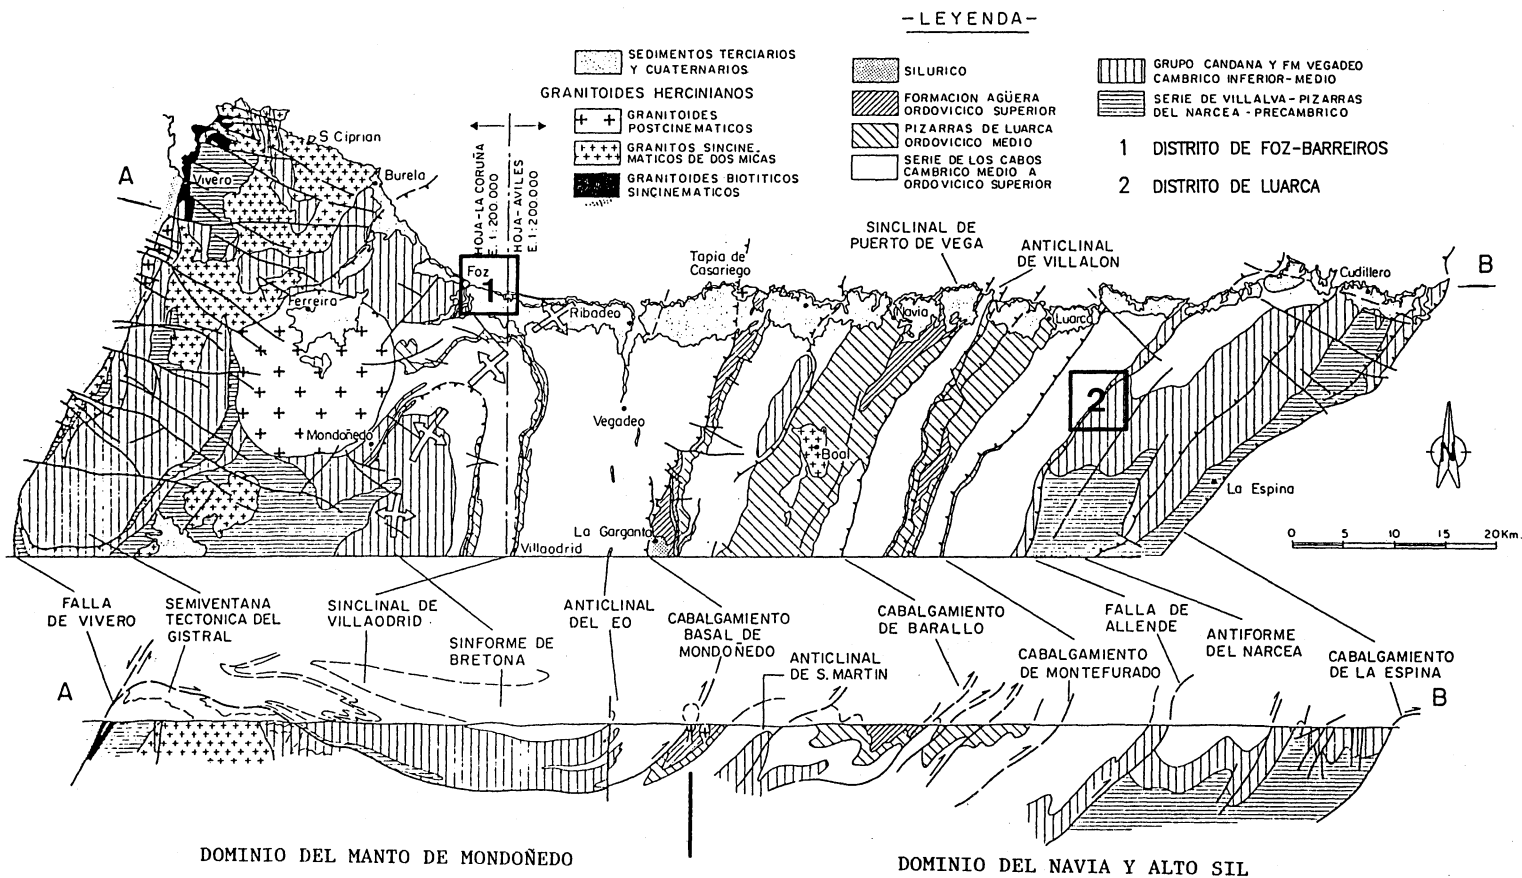 -LEYENDA-
SEDIMENTOS TERCIARIOS
Y CUATERNARIOS
GRANITOIDES HERCINIANOS
GRANITOIDES
POSTCINEMATICOS
GRANITOS SINCINE-
MATICOS DE DOS MICAS
GRANITOIDES BIOTITICOS
SINCINEMATICOS
SILURICO
FORMACION AGÜERA
ORDOVICICO SUPERIOR
PIZARRAS DE LUARCA
ORDOVICICO MEDIO
SERIE DE LOS CABOS
CAMBRICO MEDIO A
ORDOVICICO SUPERIOR
GRUPO CANDANA Y FM VEGADEO
CAMBRICO INFERIOR-MEDIO
SERIE DE VILLALVA-PIZARRAS
DEL NARCEA-PRECAMBRICO
1 DISTRITO DE FOZ-BARREIROS
2 DISTRITO DE LUARCA
HOJA-LA CORUÑA
E. 1:200.000
HOJA-AVILES
E. 1:200.000
A
S Ciprian
Vivero
Burela
Foz
1
Ferreira
Ribadeo
Tapia de
Casariego
SINCLINAL DE
PUERTO DE VEGA
ANTICLINAL
DE VILLALON
Navia
Luarca
Cudillero
B
Mondoñedo
Vegadeo
Boal
2
La Espina
N
La Garganta
Villaodrid
0 5 10 15 20 Km.
FALLA
DE VIVERO
SEMIVENTANA
TECTONICA DEL
GISTRAL
SINCLINAL DE
VILLAODRID
SINFORME DE
BRETONA
ANTICLINAL
DEL EO
CABALGAMIENTO
BASAL DE
MONDOÑEDO
ANTICLINAL
DE S. MARTIN
CABALGAMIENTO
DE BARALLO
CABALGAMIENTO
DE MONTEFURADO
FALLA DE
ALLENDE
ANTIFORME
DEL NARCEA
CABALGAMIENTO
DE LA ESPINA
A
B
DOMINIO DEL MANTO DE MONDOÑEDO
DOMINIO DEL NAVIA Y ALTO SIL